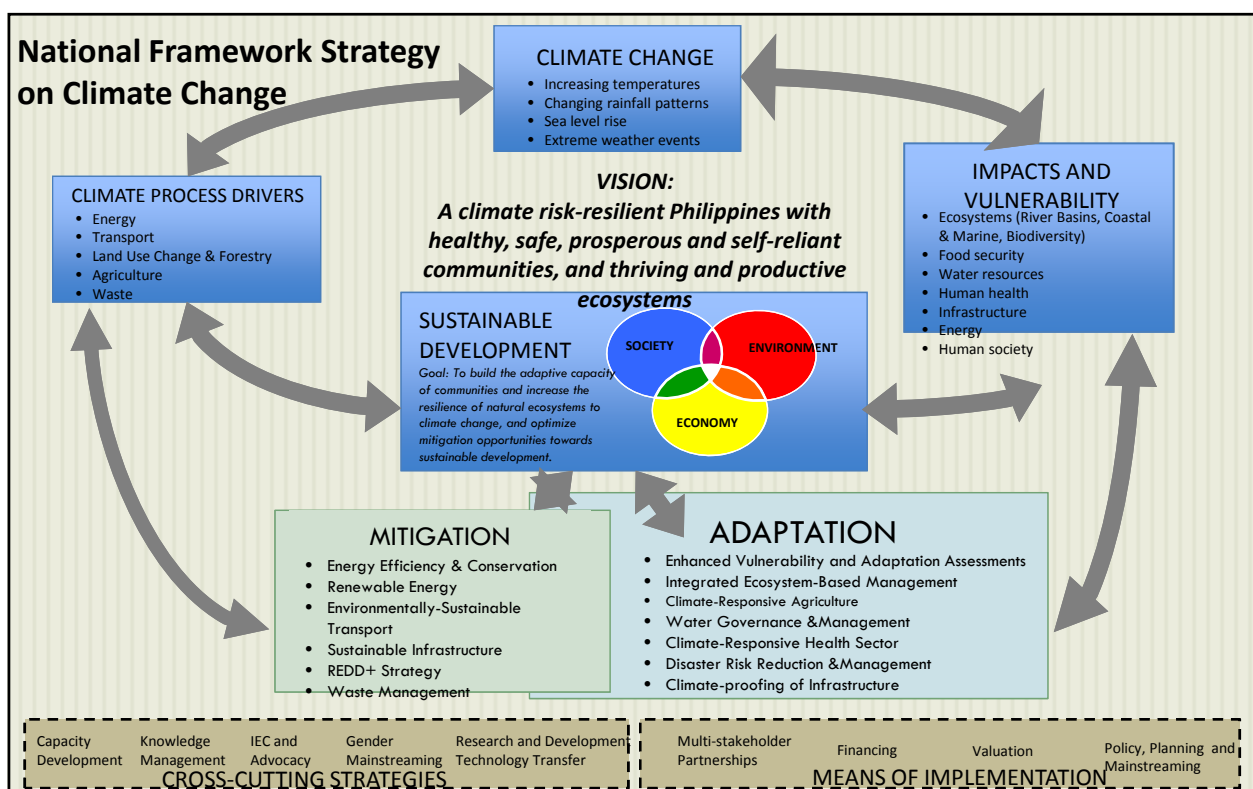 National Framework Strategy
on Climate Change
CLIMATE CHANGE
• Increasing temperatures
• Changing rainfall patterns
• Sea level rise
• Extreme weather events
CLIMATE PROCESS DRIVERS
• Energy
• Transport
• Land Use Change & Forestry
• Agriculture
• Waste
VISION:
A climate risk-resilient Philippines with
healthy, safe, prosperous and self-reliant
communities, and thriving and productive
ecosystems
IMPACTS AND
VULNERABILITY
• Ecosystems (River Basins, Coastal
& Marine, Biodiversity)
• Food security
• Water resources
• Human health
• Infrastructure
• Energy
• Human society
SUSTAINABLE
DEVELOPMENT
Goal: To build the adaptive capacity
of communities and increase the
resilience of natural ecosystems to
climate change, and optimize
mitigation opportunities towards
sustainable development.
SOCIETY
ENVIRONMENT
ECONOMY
MITIGATION
• Energy Efficiency & Conservation
• Renewable Energy
• Environmentally-Sustainable
Transport
• Sustainable Infrastructure
• REDD+ Strategy
• Waste Management
ADAPTATION
• Enhanced Vulnerability and Adaptation Assessments
• Integrated Ecosystem-Based Management
• Climate-Responsive Agriculture
• Water Governance &Management
• Climate-Responsive Health Sector
• Disaster Risk Reduction &Management
• Climate-proofing of Infrastructure
Capacity
Development
Knowledge
Management
IEC and
Advocacy
Gender
Mainstreaming
Research and Development
Technology Transfer
CROSS-CUTTING STRATEGIES
Multi-stakeholder
Partnerships
Financing
Valuation
Policy, Planning and
Mainstreaming
MEANS OF IMPLEMENTATION